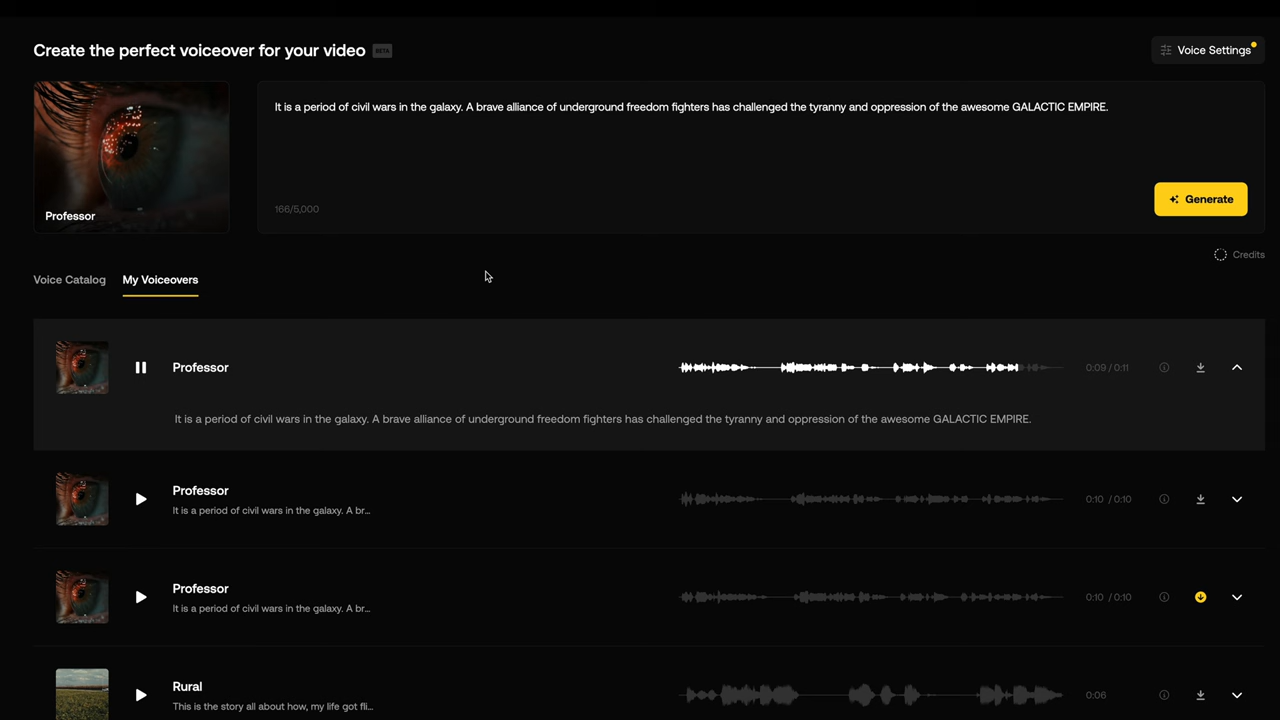 Create the perfect voiceover for your video BETA
Voice Settings
Professor
It is a period of civil wars in the galaxy. A brave alliance of underground freedom fighters has challenged the tyranny and oppression of the awesome GALACTIC EMPIRE.
166/5,000
Generate
Credits
Voice Catalog
My Voiceovers
Professor
0:09 / 0:11
It is a period of civil wars in the galaxy. A brave alliance of underground freedom fighters has challenged the tyranny and oppression of the awesome GALACTIC EMPIRE.
Professor
It is a period of civil wars in the galaxy. A br...
0:10 / 0:10
Professor
It is a period of civil wars in the galaxy. A br...
0:10 / 0:10
Rural
This is the story all about how, my life got fli...
0:06